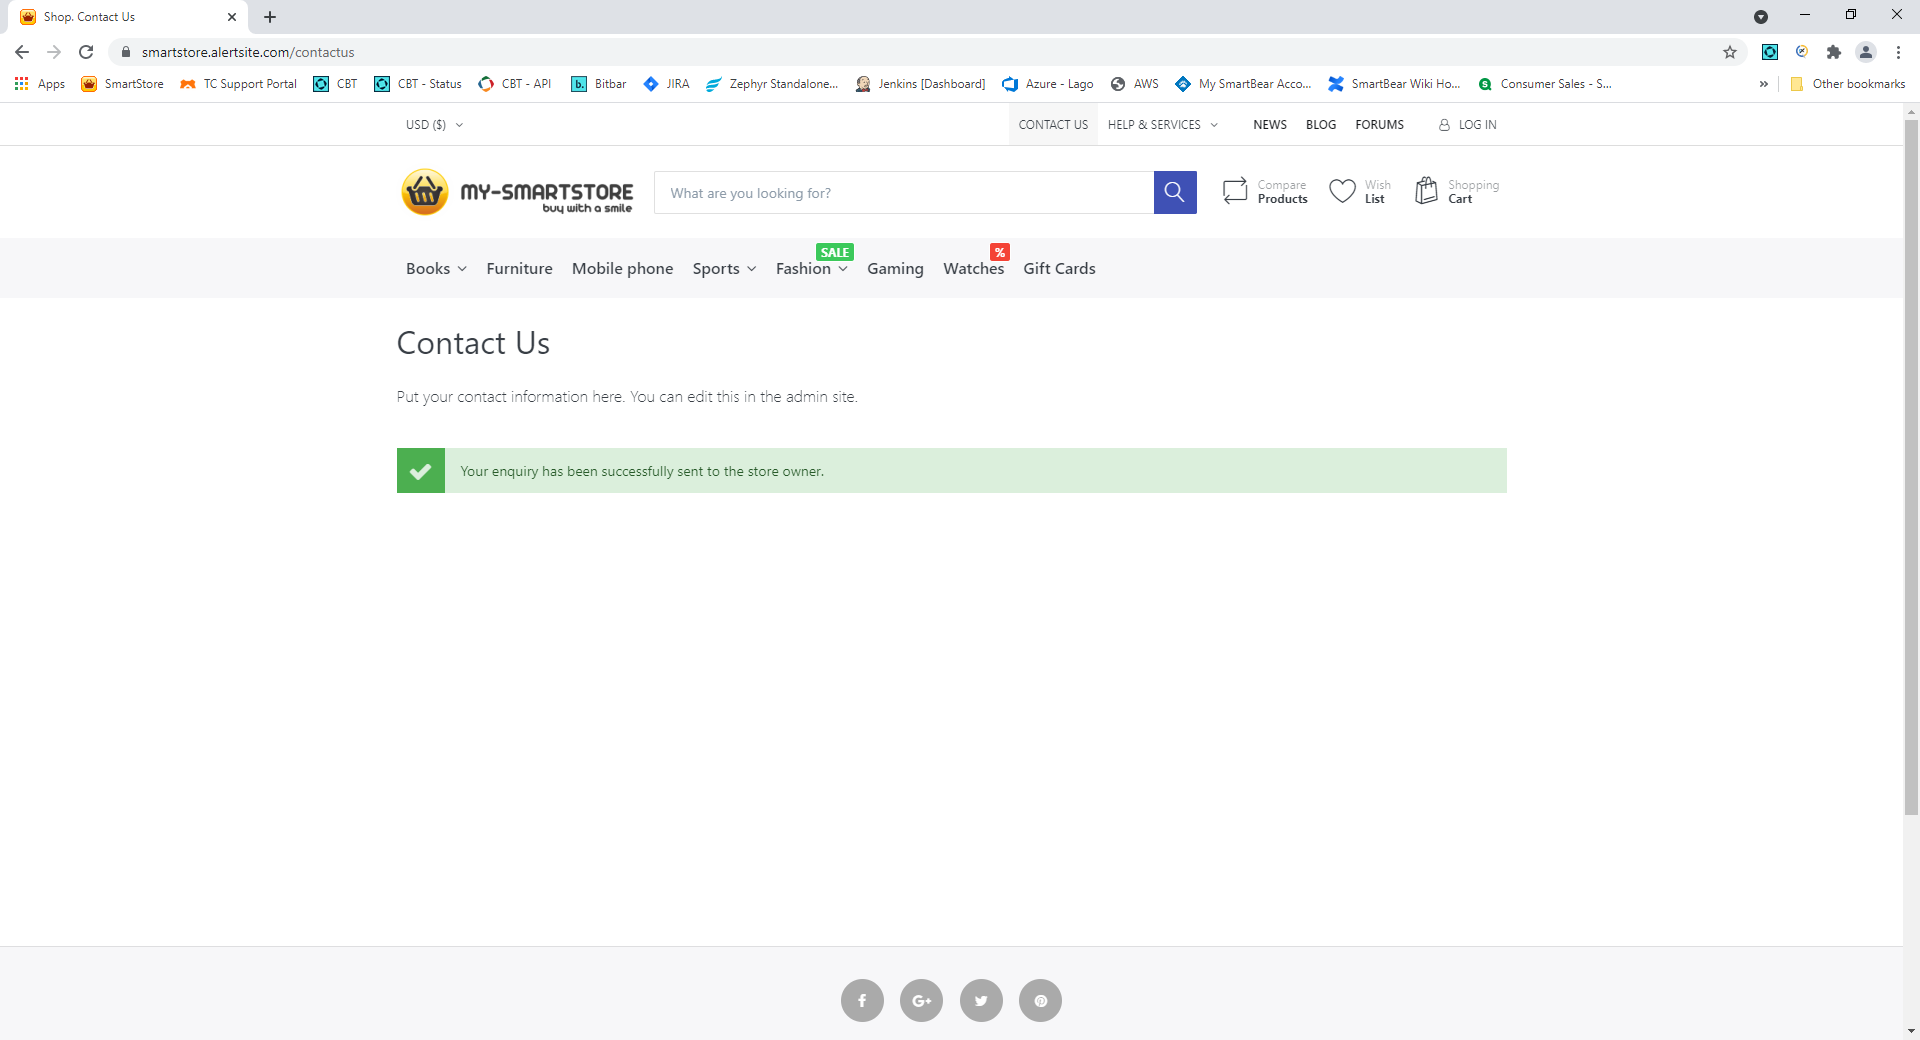 Shop. Contact Us
smartstore.alertsite.com/contactus
Apps SmartStore TC Support Portal CBT CBT - Status CBT - API b. Bitbar JIRA Zephyr Standalone... Jenkins [Dashboard] Azure - Lago AWS My SmartBear Acco... SmartBear Wiki Ho... Consumer Sales - S... » Other bookmarks
USD ($) CONTACT US HELP & SERVICES NEWS BLOG FORUMS LOG IN
MY-SMARTSTORE
buy with a smile
What are you looking for?
Compare
Products
Wish
List
Shopping
Cart
SALE %
Books Furniture Mobile phone Sports Fashion Gaming Watches Gift Cards
Contact Us
Put your contact information here. You can edit this in the admin site.
Your enquiry has been successfully sent to the store owner.
f G+